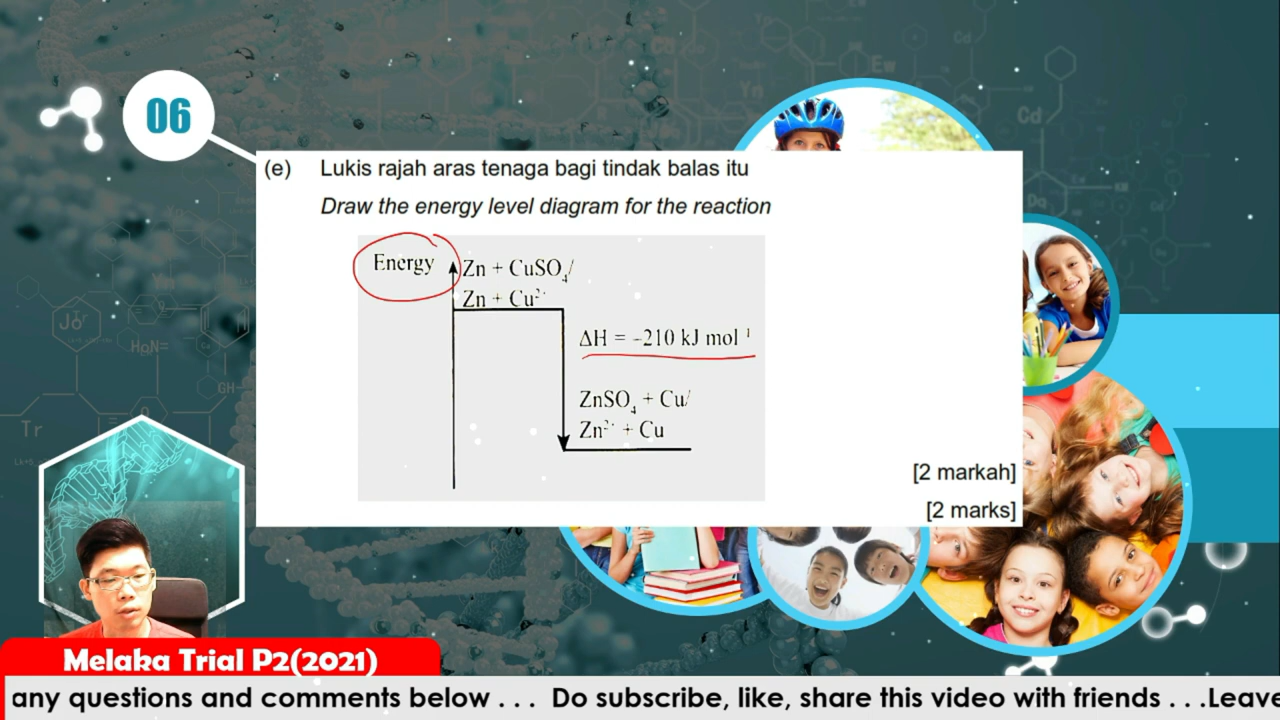 06
(e) Lukis rajah aras tenaga bagi tindak balas itu
Draw the energy level diagram for the reaction
Energy
Zn + CuSO₄/
Zn + Cu²⁺
ΔH = -210 kJ mol⁻¹
ZnSO₄ + Cu/
Zn²⁺ + Cu
[2 markah]
[2 marks]
Melaka Trial P2(2021)
any questions and comments below . . . Do subscribe, like, share this video with friends . . .Leave